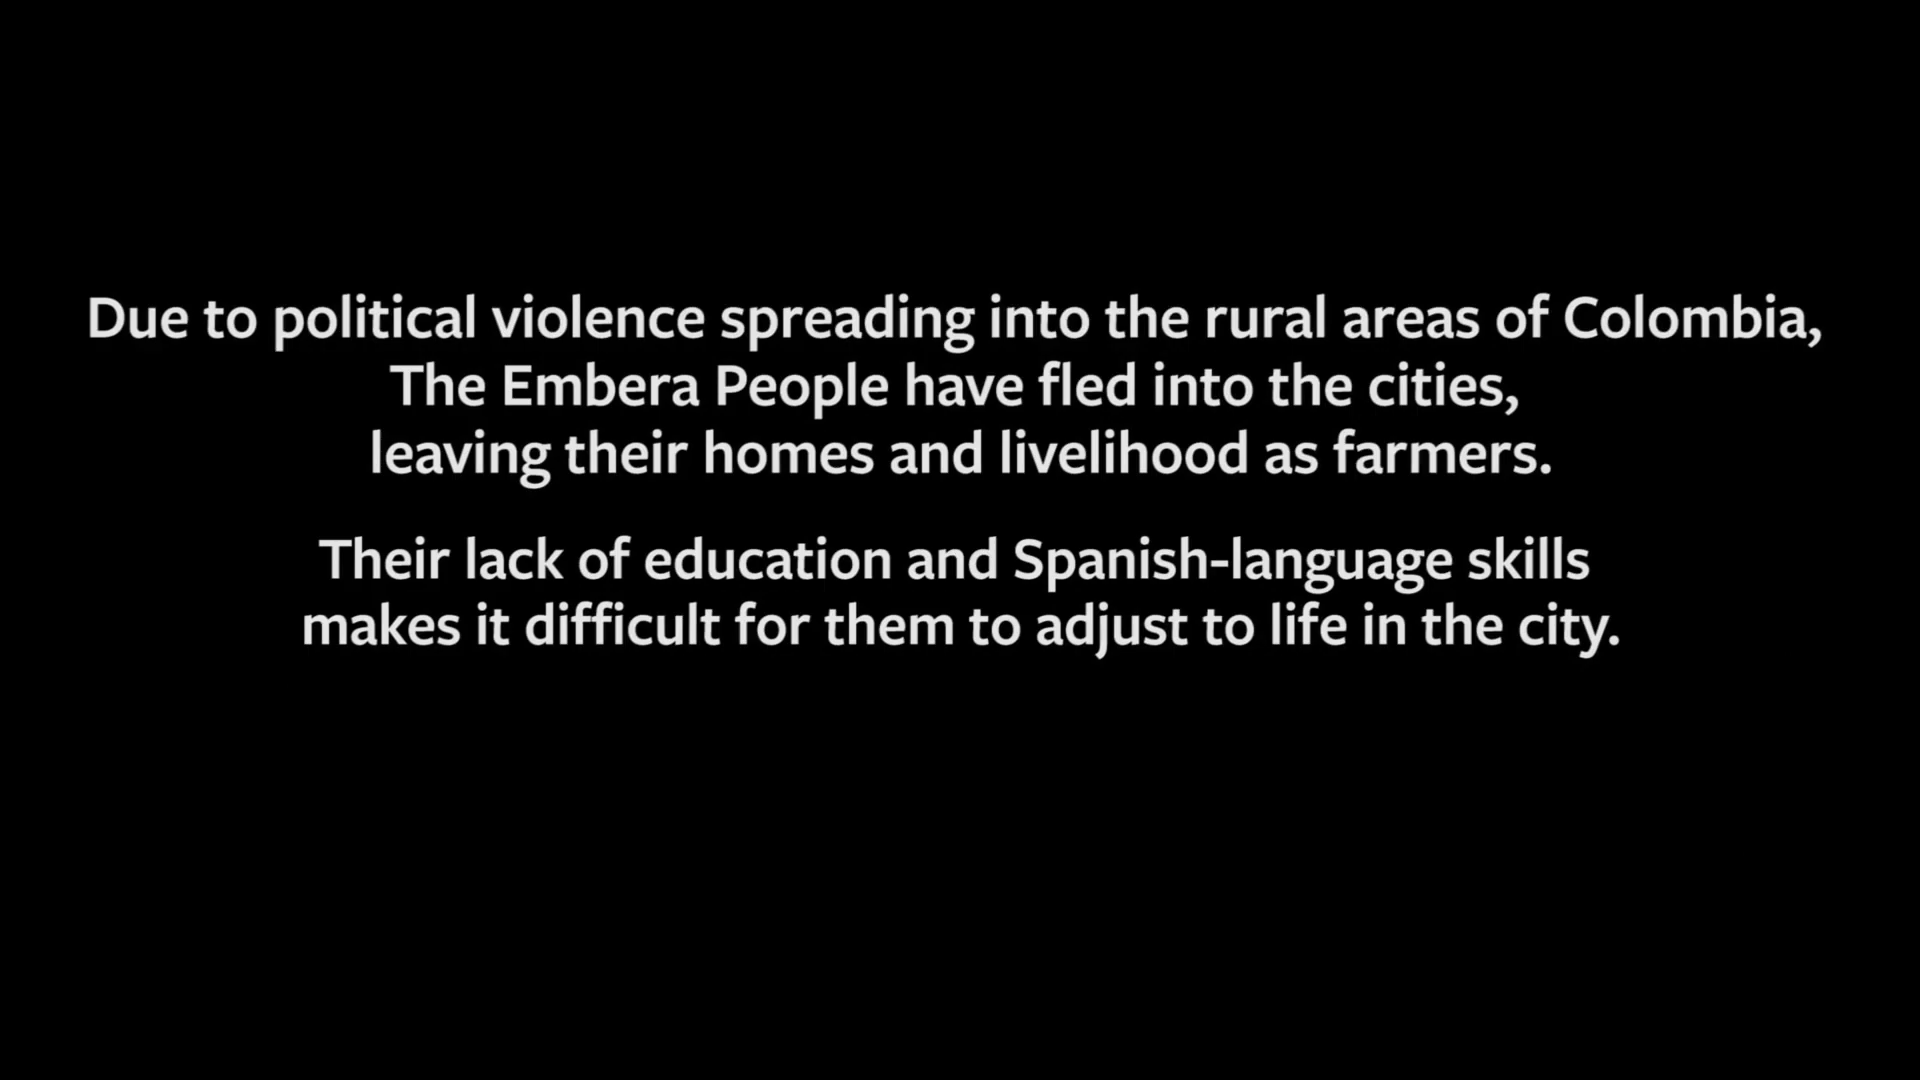 Due to political violence spreading into the rural areas of Colombia,
The Embera People have fled into the cities,
leaving their homes and livelihood as farmers.
Their lack of education and Spanish-language skills
makes it difficult for them to adjust to life in the city.